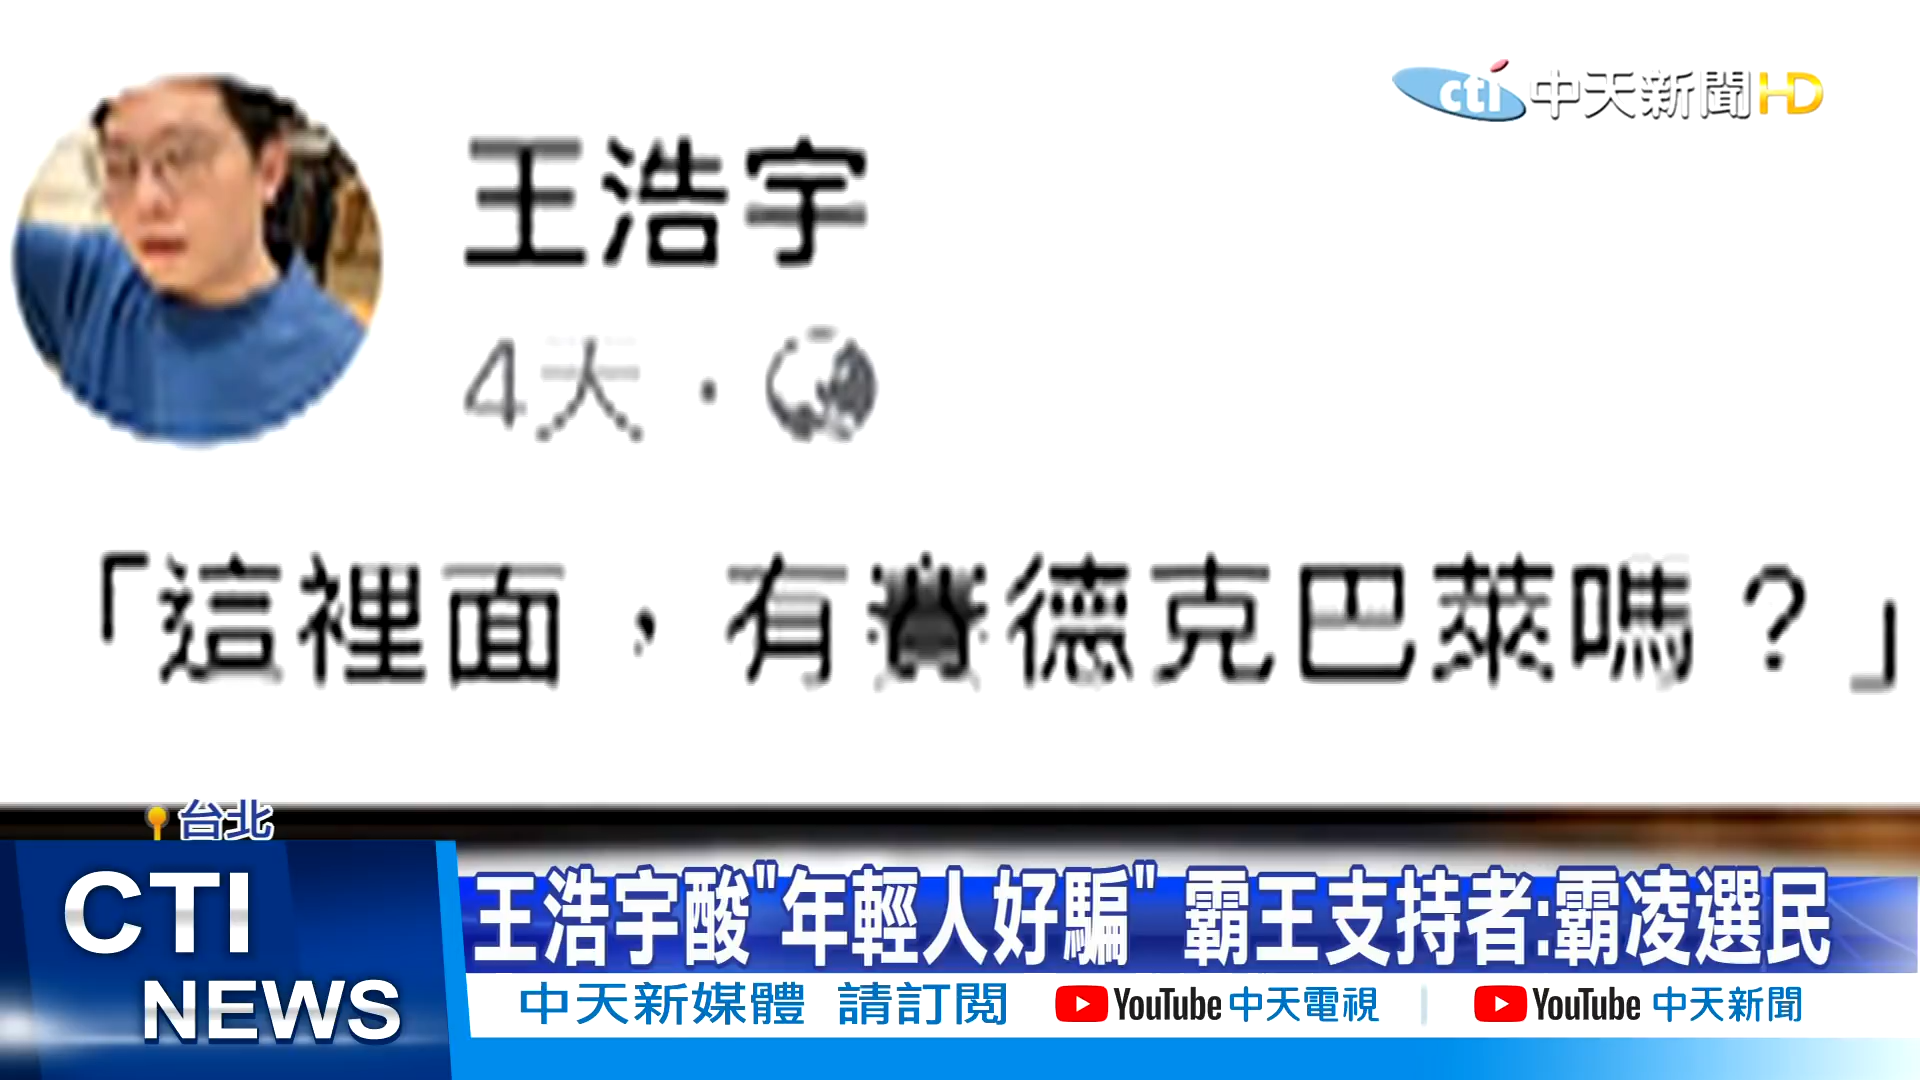 cti 中天新聞HD
王浩宇
4天 ·
「這裡面，有賽德克巴萊嗎？」
台北
CTI NEWS
王浩宇酸"年輕人好騙" 霸王支持者:霸凌選民
中天新媒體 請訂閱 YouTube 中天電視 | YouTube 中天新聞